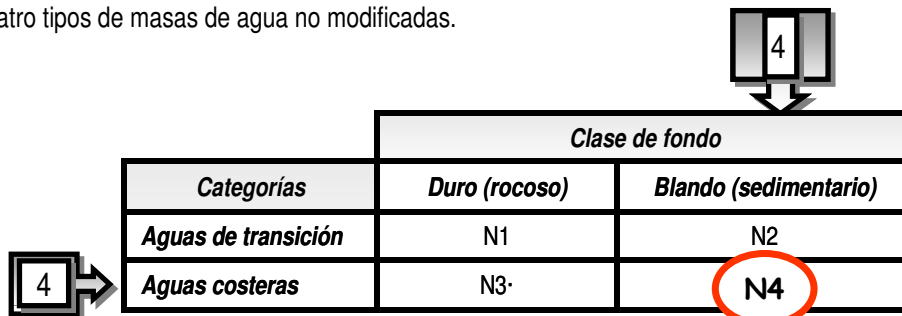 atro tipos de masas de agua no modificadas.
4
Clase de fondo
Categorías Duro (rocoso) Blando (sedimentario)
Aguas de transición N1 N2
4 Aguas costeras N3· N4